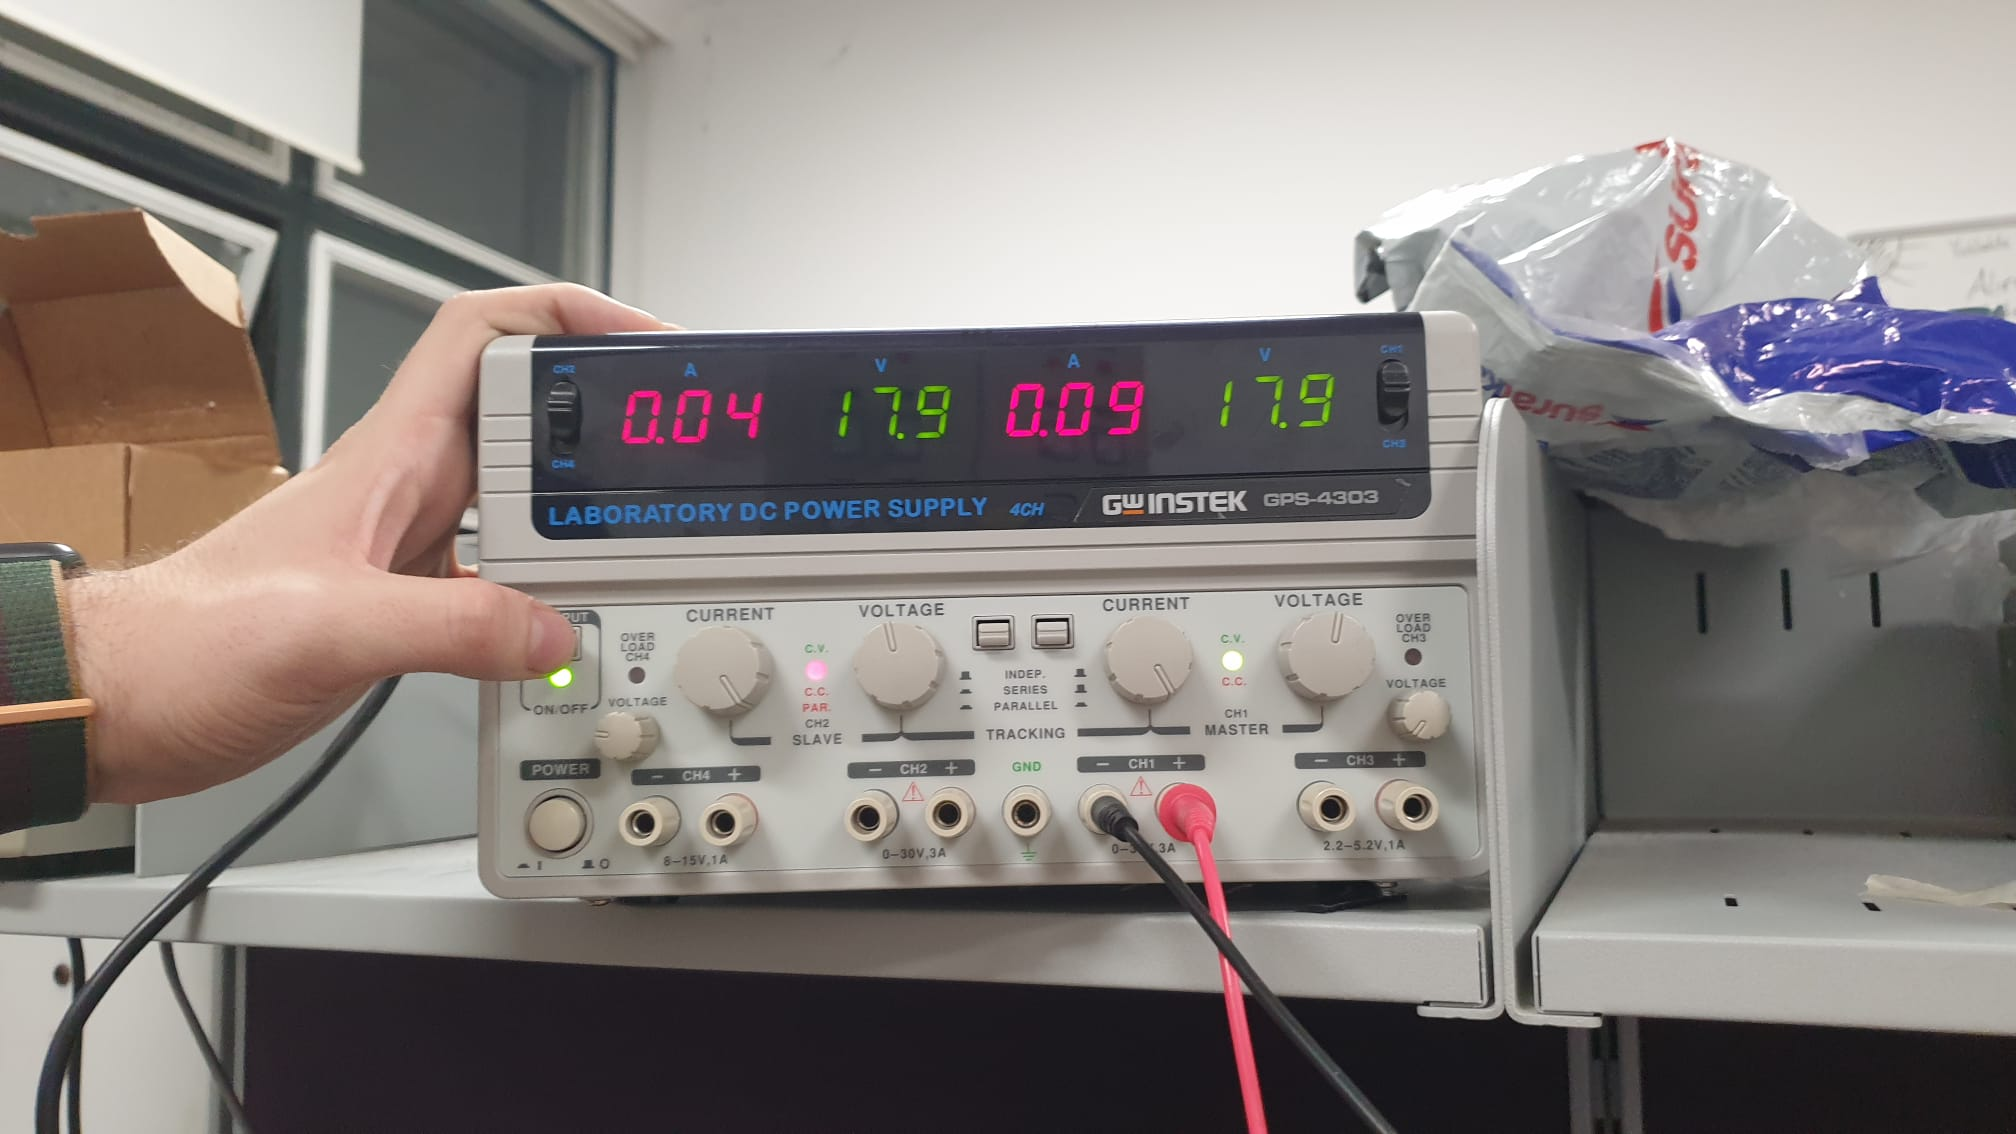 CH2 A V A V CH1
0.04 17.9 0.09 17.9
CH4 CH3
LABORATORY DC POWER SUPPLY 4CH GWINSTEK GPS-4303
CURRENT VOLTAGE CURRENT VOLTAGE
OVER
LOAD
CH4
C.V.
C.V.
OVER
LOAD
CH3
ON/OFF
VOLTAGE
C.C.
PAR.
CH2
SLAVE
INDEP.
SERIES
PARALLEL
TRACKING
C.C.
CH1
MASTER
VOLTAGE
POWER
− CH4 +
− CH2 +
GND
− CH1 +
− CH3 +
I O
8-15V,1A
0-30V,3A
2.2-5.2V,1A